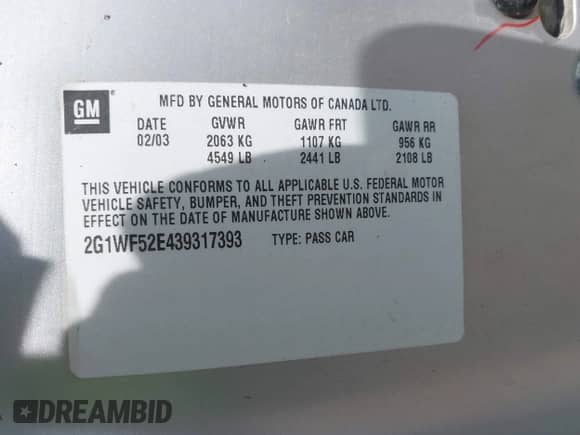 GM
MFD BY GENERAL MOTORS OF CANADA LTD.
DATE GVWR GAWR FRT GAWR RR
02/03 2063 KG 1107 KG 956 KG
4549 LB 2441 LB 2108 LB
THIS VEHICLE CONFORMS TO ALL APPLICABLE U.S. FEDERAL MOTOR
VEHICLE SAFETY, BUMPER, AND THEFT PREVENTION STANDARDS IN
EFFECT ON THE DATE OF MANUFACTURE SHOWN ABOVE.
2G1WF52E439317393 TYPE: PASS CAR
DREAMBID